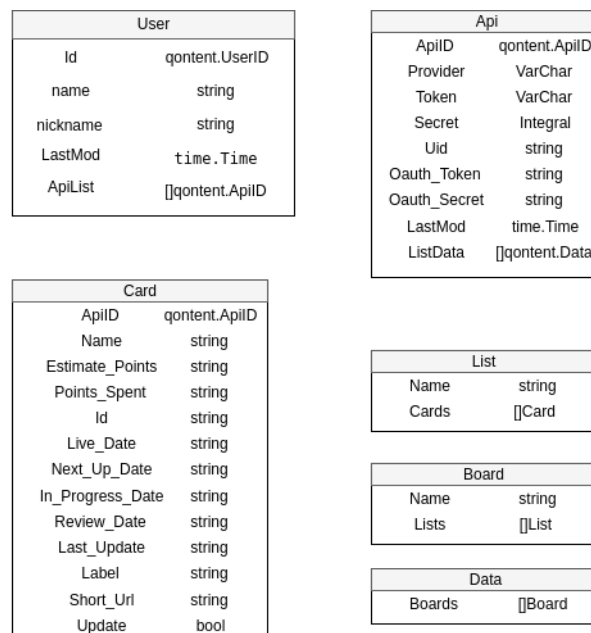 User
Id qontent.UserID
name string
nickname string
LastMod time.Time
ApiList []qontent.ApiID
Api
ApiID qontent.ApiID
Provider VarChar
Token VarChar
Secret Integral
Uid string
Oauth_Token string
Oauth_Secret string
LastMod time.Time
ListData []qontent.Data
Card
ApiID qontent.ApiID
Name string
Estimate_Points string
Points_Spent string
Id string
Live_Date string
Next_Up_Date string
In_Progress_Date string
Review_Date string
Last_Update string
Label string
Short_Url string
Update bool
List
Name string
Cards []Card
Board
Name string
Lists []List
Data
Boards []Board